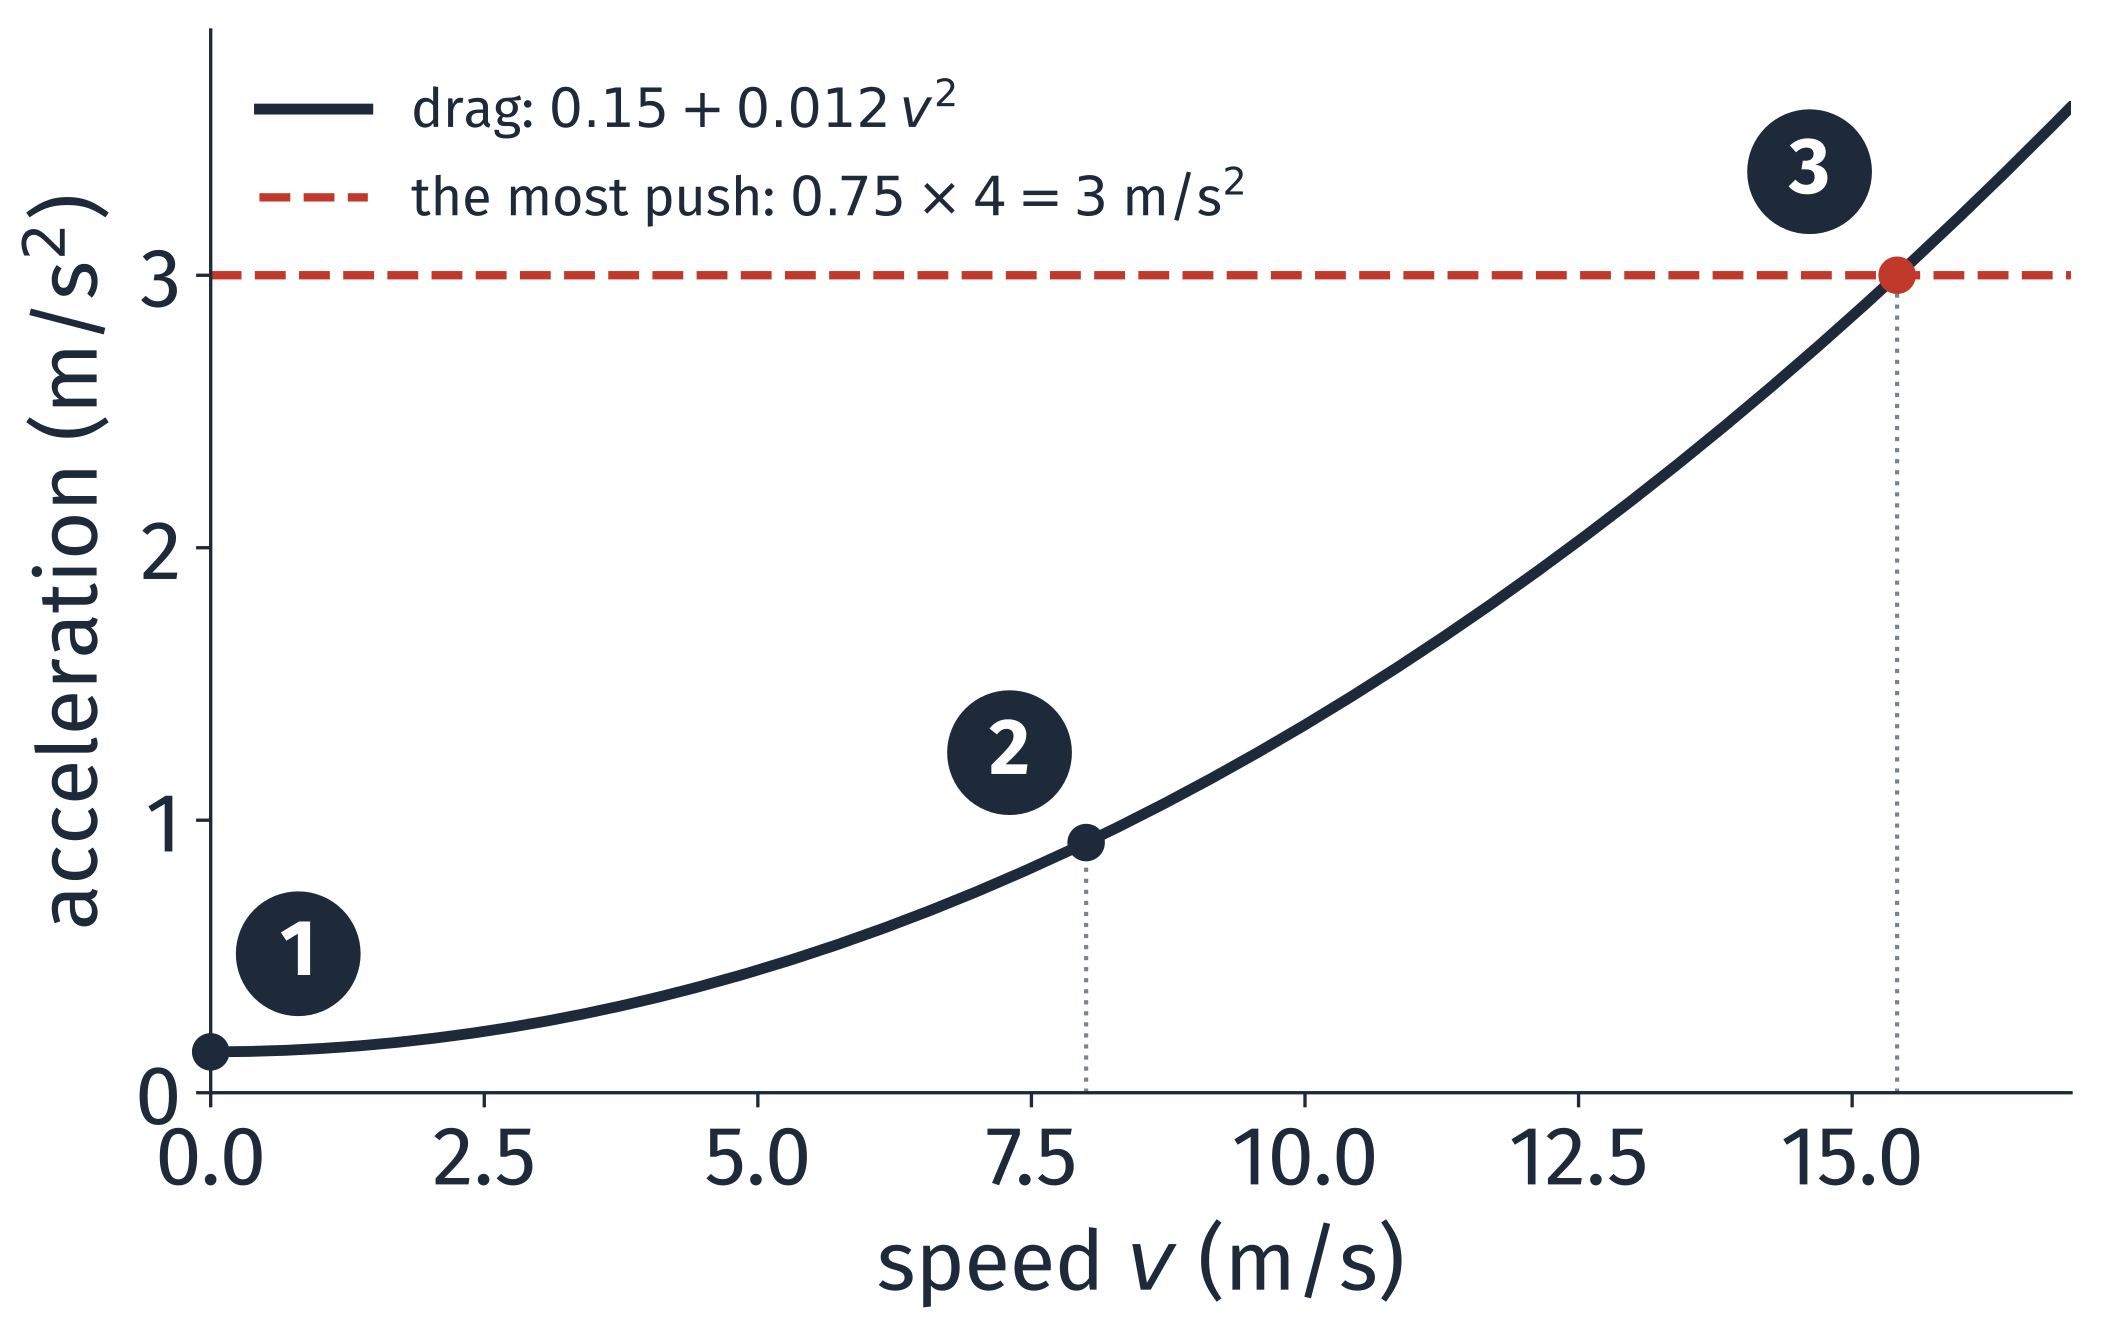 drag: 0.15 + 0.012 v²
the most push: 0.75 × 4 = 3 m/s²
acceleration (m/s²)
3
2
1
0
3
2
1
0.0 2.5 5.0 7.5 10.0 12.5 15.0
speed v (m/s)